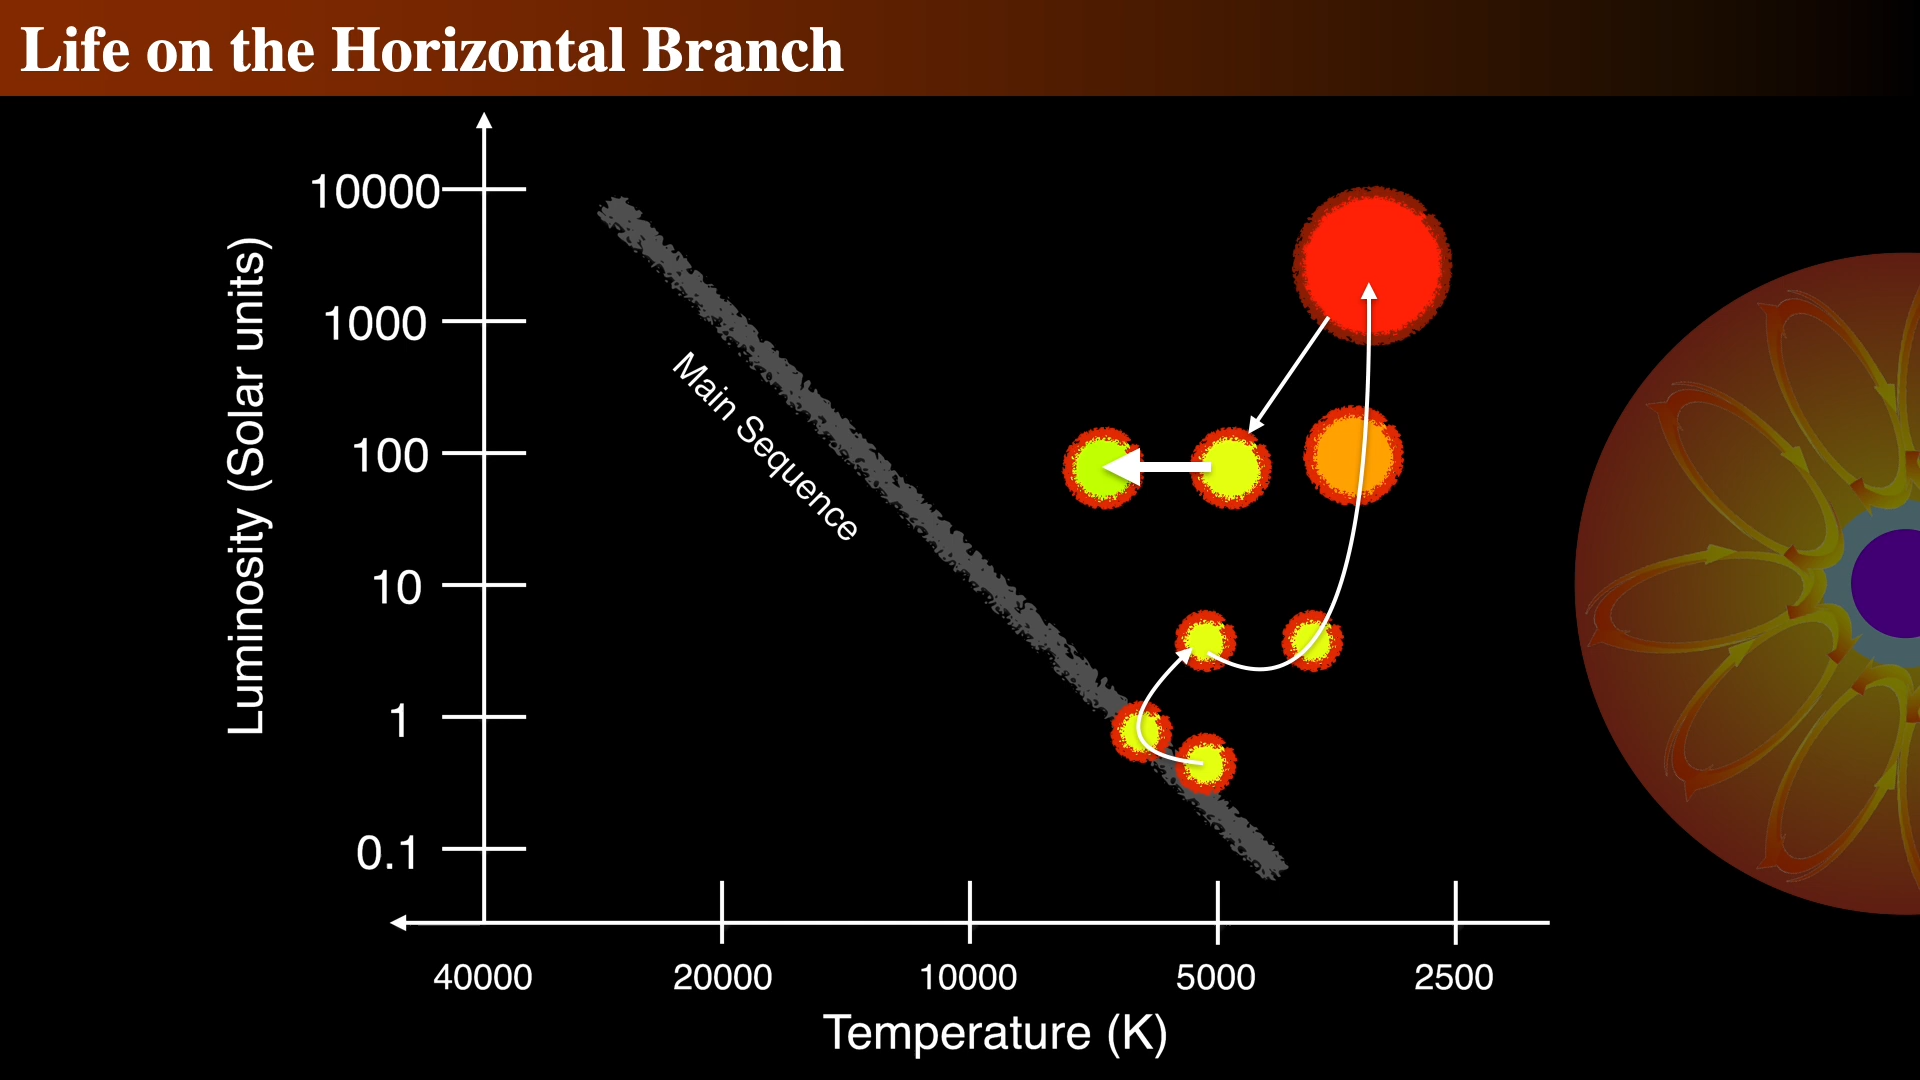 Life on the Horizontal Branch
10000
1000
100
10
1
0.1
Luminosity (Solar units)
Main Sequence
40000 20000 10000 5000 2500
Temperature (K)